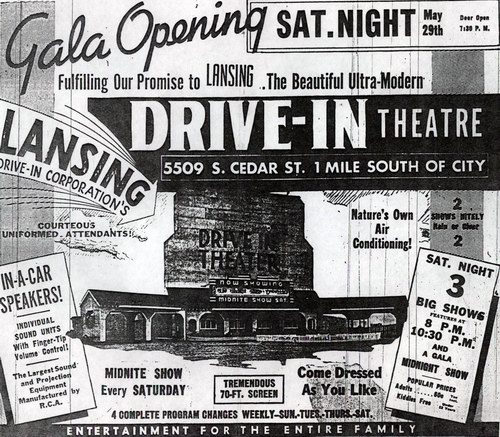 Gala Opening
SAT. NIGHT May 29th
Door Open 7:30 P. M.
Fulfilling Our Promise to LANSING .. The Beautiful Ultra-Modern
DRIVE-IN THEATRE
LANSING
DRIVE-IN CORPORATION'S
5509 S. CEDAR ST. 1 MILE SOUTH OF CITY
COURTEOUS
UNIFORMED ATTENDANTS!
Nature's Own
Air
Conditioning!
2
SHOWS NITELY
Rain or Clear
2
DRIVE IN
THEATER
NOW SHOWING
MIDNITE SHOW SAT.
IN-A-CAR
SPEAKERS!
INDIVIDUAL
SOUND UNITS
With Finger-Tip
Volume Control!
The Largest Sound
and Projection
Equipment
Manufactured by
R.C.A.
SAT. NIGHT
3
BIG SHOWS
FEATURES AT
8 P.M.
10:30 P.M.
AND
A GALA
MIDNIGHT SHOW
POPULAR PRICES
Adults .... 60c
Kiddies Free
MIDNITE SHOW
Every SATURDAY
TREMENDOUS
70-FT. SCREEN
Come Dressed
As You Like
4 COMPLETE PROGRAM CHANGES WEEKLY—SUN.-TUES.-THURS.-SAT.
ENTERTAINMENT FOR THE ENTIRE FAMILY